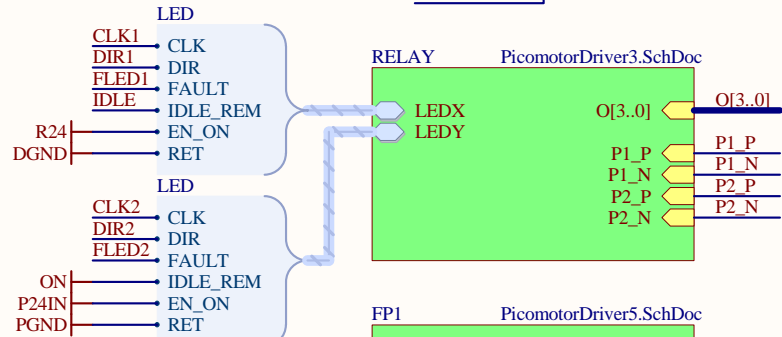 LED
CLK1 CLK
DIR1 DIR
FLED1 FAULT
IDLE IDLE_REM
R24 EN_ON
DGND RET
LED
CLK2 CLK
DIR2 DIR
FLED2 FAULT
ON IDLE_REM
P24IN EN_ON
PGND RET
RELAY PicomotorDriver3.SchDoc
LEDX O[3..0] O[3..0]
LEDY
P1_P P1_P
P1_N P1_N
P2_P P2_P
P2_N P2_N
FP1 PicomotorDriver5.SchDoc